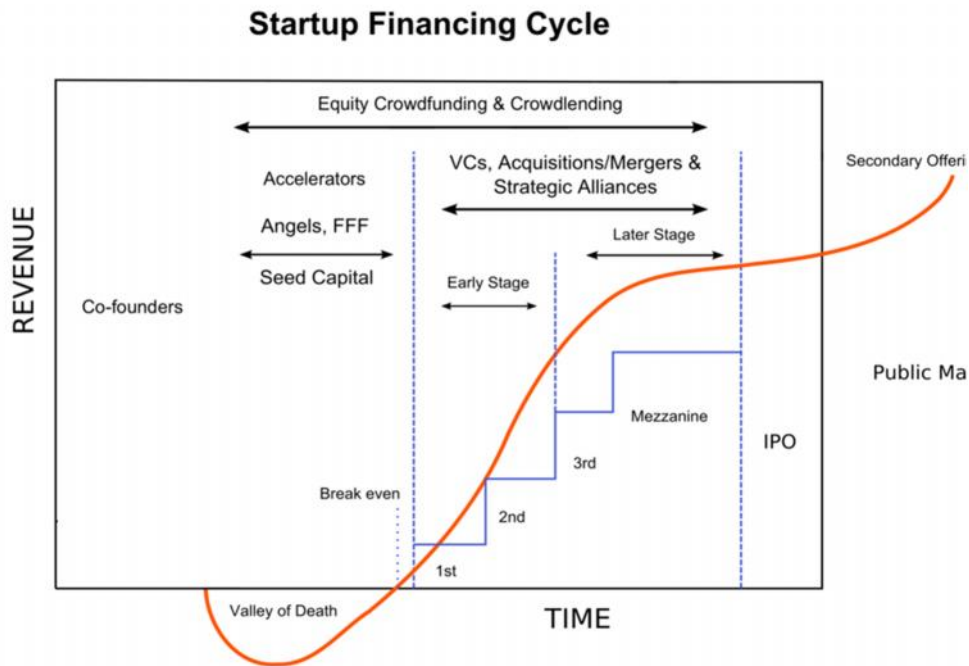 Startup Financing Cycle
Equity Crowdfunding & Crowdlending
VCs, Acquisitions/Mergers &
Strategic Alliances
Secondary Offeri
Accelerators
Angels, FFF
Later Stage
Seed Capital
Early Stage
Co-founders
REVENUE
Public Ma
Mezzanine
IPO
3rd
Break even
2nd
1st
Valley of Death
TIME